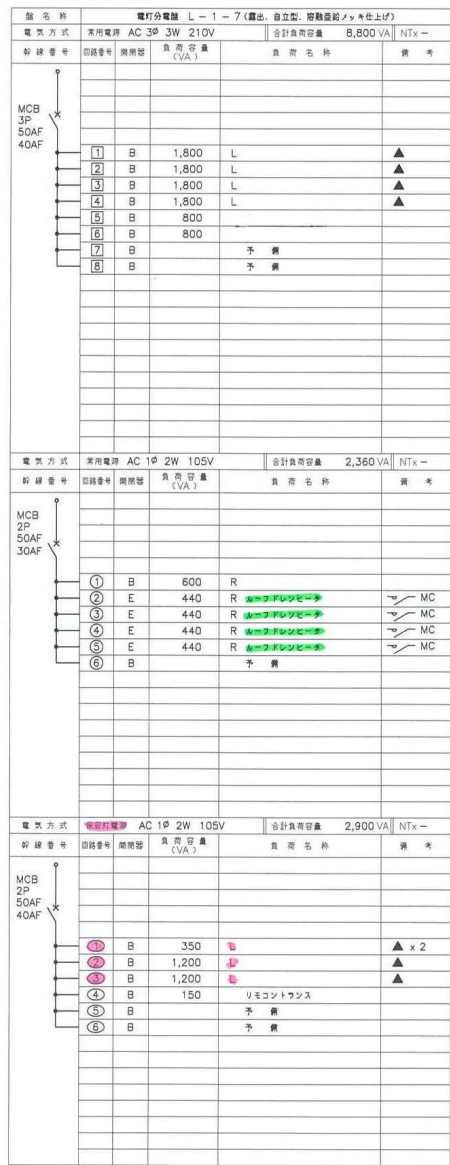 盤 名 称 電灯分電盤 L-1-7(露出、自立型、溶融亜鉛メッキ仕上げ)
電 気 方 式 常用電源 AC 3Φ 3W 210V 合計負荷容量 8,800 VA NTx -
幹 線 番 号 回路番号 開閉器 負 荷 容 量 (VA) 負 荷 名 称 備 考
MCB
3P
50AF
40AF
1 B 1,800 L ▲
2 B 1,800 L ▲
3 B 1,800 L ▲
4 B 1,800 L ▲
5 B 800
6 B 800
7 B 予 備
8 B 予 備
電 気 方 式 常用電源 AC 1Φ 2W 105V 合計負荷容量 2,360 VA NTx -
幹 線 番 号 回路番号 開閉器 負 荷 容 量 (VA) 負 荷 名 称 備 考
MCB
2P
50AF
30AF
① B 600 R
② E 440 R ルーフドレンヒータ MC
③ E 440 R ルーフドレンヒータ MC
④ E 440 R ルーフドレンヒータ MC
⑤ E 440 R ルーフドレンヒータ MC
⑥ B 予 備
電 気 方 式 保安灯電源 AC 1Φ 2W 105V 合計負荷容量 2,900 VA NTx -
幹 線 番 号 回路番号 開閉器 負 荷 容 量 (VA) 負 荷 名 称 備 考
MCB
2P
50AF
40AF
① B 350 L ▲ x 2
② B 1,200 L ▲
③ B 1,200 L ▲
④ B 150 リモコントランス
⑤ B 予 備
⑥ B 予 備